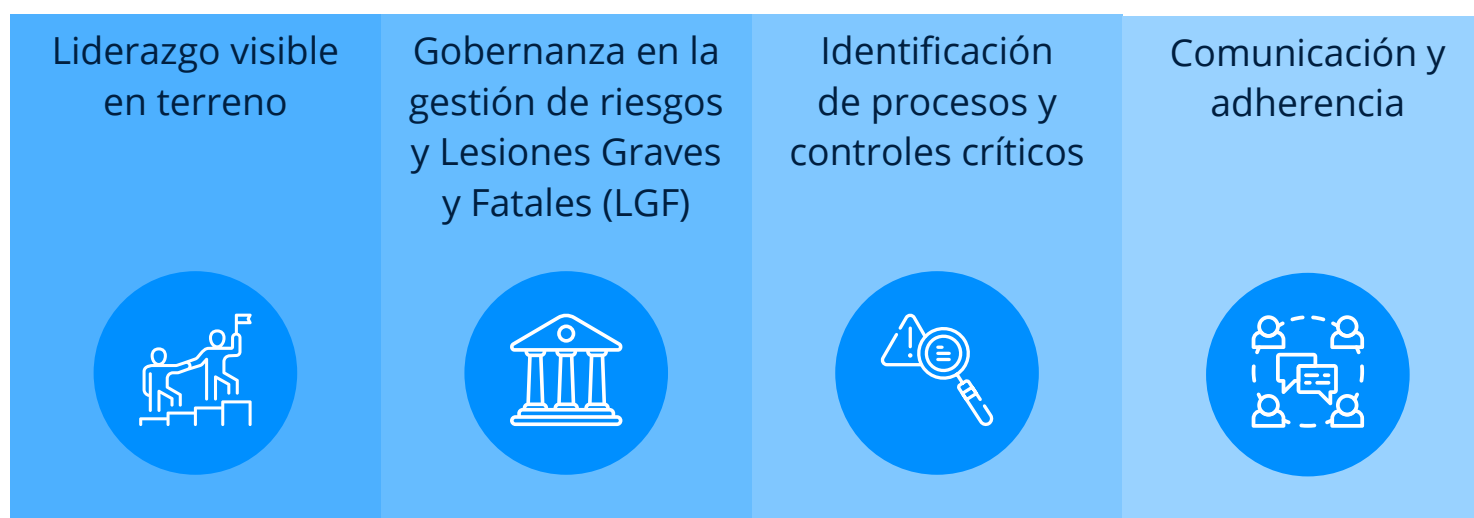 Liderazgo visible
en terreno
Gobernanza en la
gestión de riesgos
y Lesiones Graves
y Fatales (LGF)
Identificación
de procesos y
controles críticos
Comunicación y
adherencia